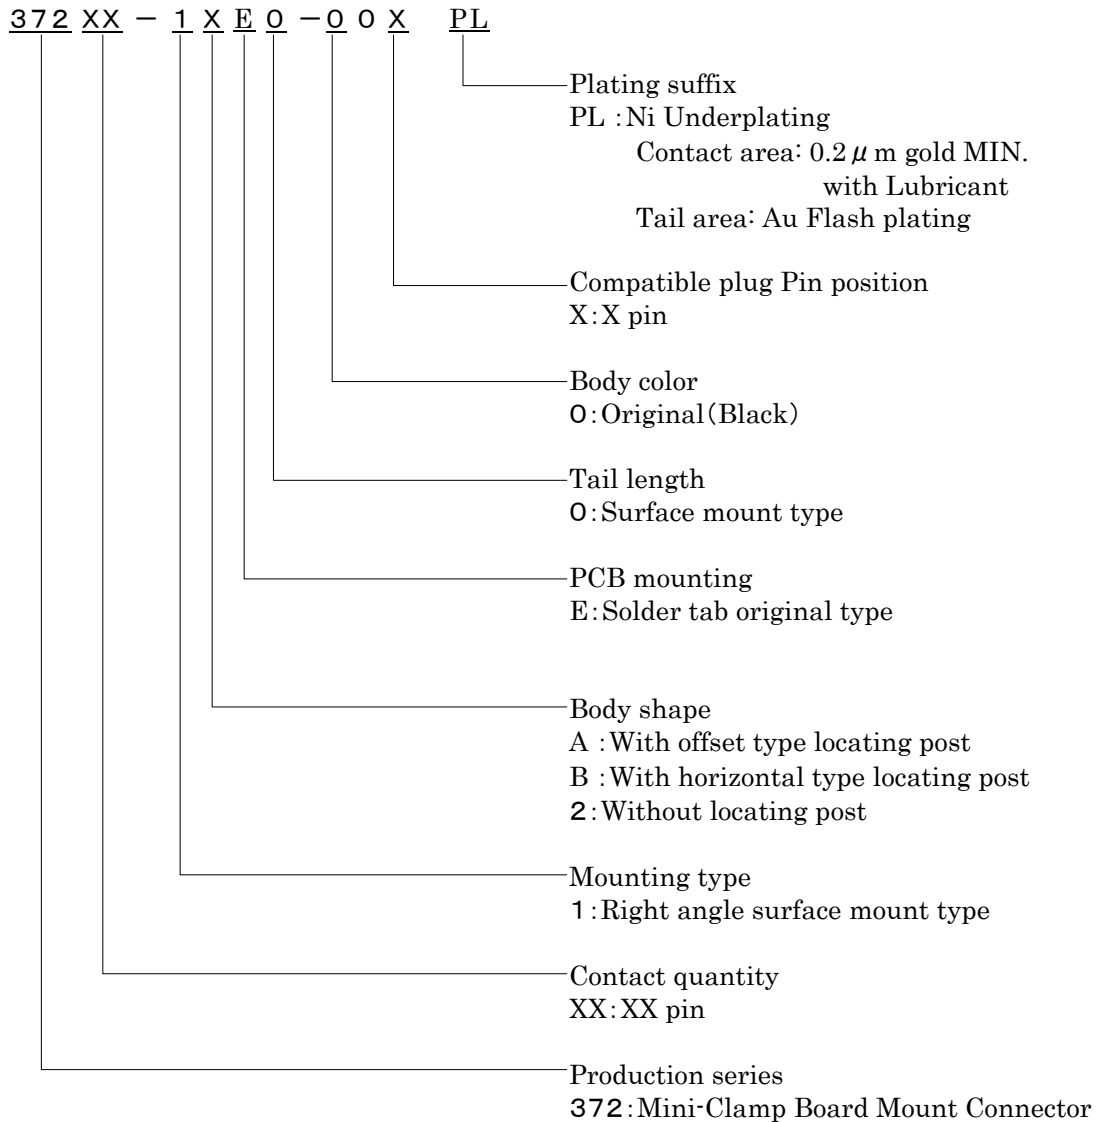 372 XX － 1 X E 0 －0 0 X PL
Plating suffix
PL：Ni Underplating
Contact area: 0.2μm gold MIN.
with Lubricant
Tail area: Au Flash plating
Compatible plug Pin position
X：X pin
Body color
0：Original（Black）
Tail length
0：Surface mount type
PCB mounting
E：Solder tab original type
Body shape
A：With offset type locating post
B：With horizontal type locating post
2：Without locating post
Mounting type
1：Right angle surface mount type
Contact quantity
XX：XX pin
Production series
372：Mini-Clamp Board Mount Connector